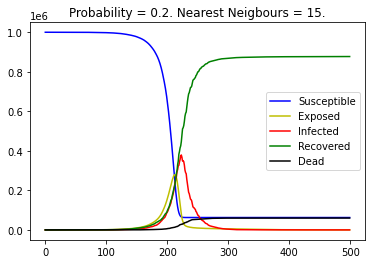 Probability = 0.2. Nearest Neigbours = 15.
1e6
1.0
0.8
0.6
0.4
0.2
0.0
Susceptible
Exposed
Infected
Recovered
Dead
0 100 200 300 400 500